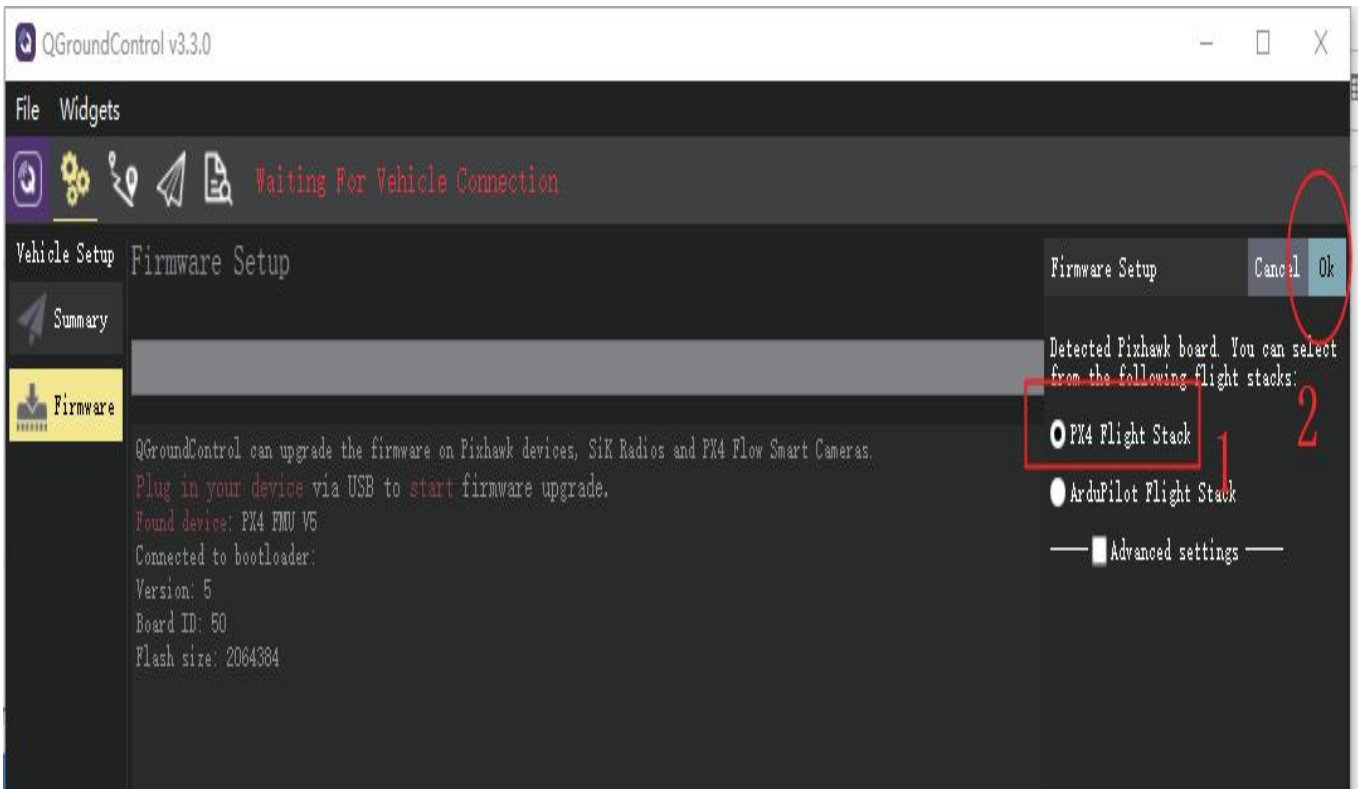 QGroundControl v3.3.0
File Widgets
Waiting For Vehicle Connection
Vehicle Setup
Summary
Firmware
Firmware Setup
QGroundControl can upgrade the firmware on Pixhawk devices, SiK Radios and PX4 Flow Smart Cameras.
Plug in your device via USB to start firmware upgrade.
Found device: PX4 FMU V5
Connected to bootloader:
Version: 5
Board ID: 50
Flash size: 2064384
Firmware Setup Cancel Ok
Detected Pixhawk board. You can select
from the following flight stacks:
PX4 Flight Stack
1
2
ArduPilot Flight Stack
Advanced settings